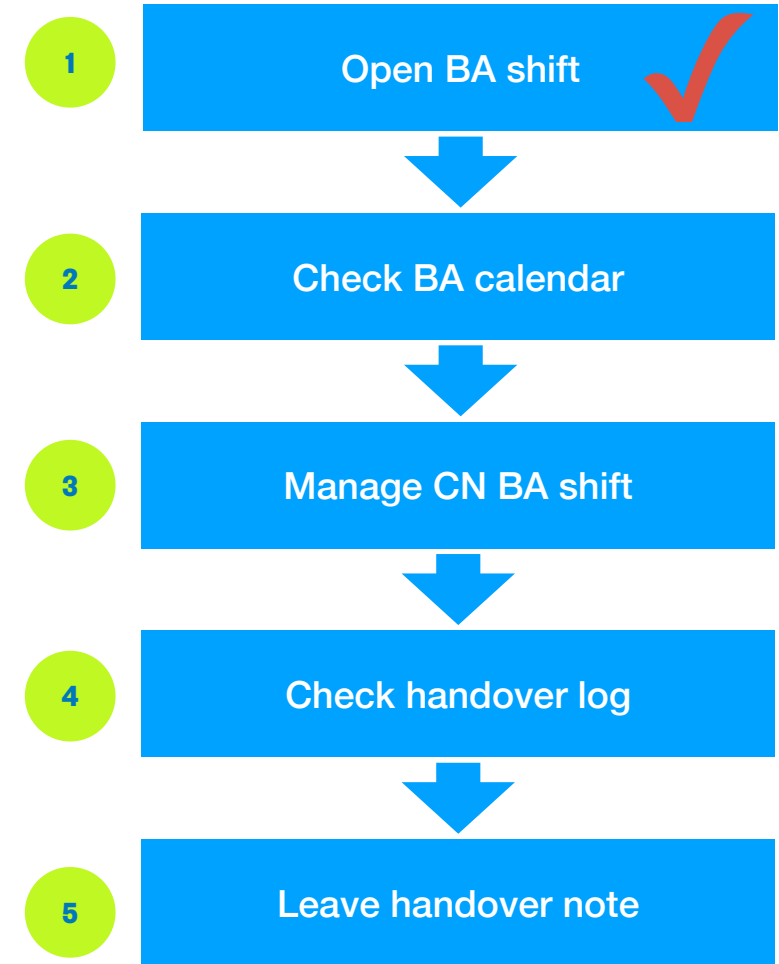 1
Open BA shift
2
Check BA calendar
3
Manage CN BA shift
4
Check handover log
5
Leave handover note